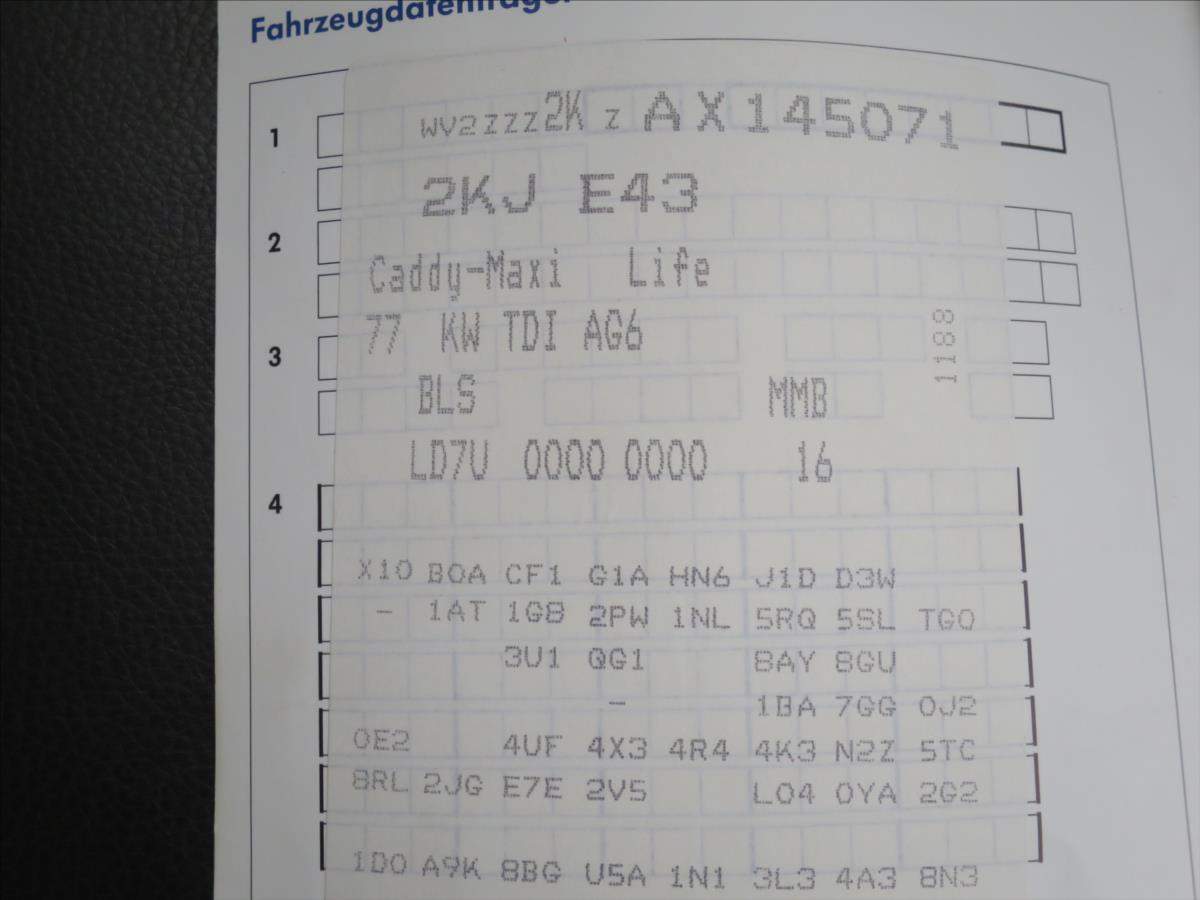 Fahrzeugdatenträger
1 WV2ZZZ2K Z AX145071
2KJ E43
2
Caddy-Maxi Life
77 KW TDI AG6
1188
3
BLS MMB
LD7U 0000 0000 16
4
X10 B0A CF1 G1A HN6 J1D D3W
- 1AT 1G8 2PW 1NL 5RQ 5SL TG0
3U1 QG1 8AY 8GU
- 1BA 7GG 0J2
0E2 4UF 4X3 4R4 4K3 N2Z 5TC
8RL 2JG E7E 2V5 L04 0YA 2G2
1D0 A9K 8BG U5A 1N1 3L3 4A3 8N3